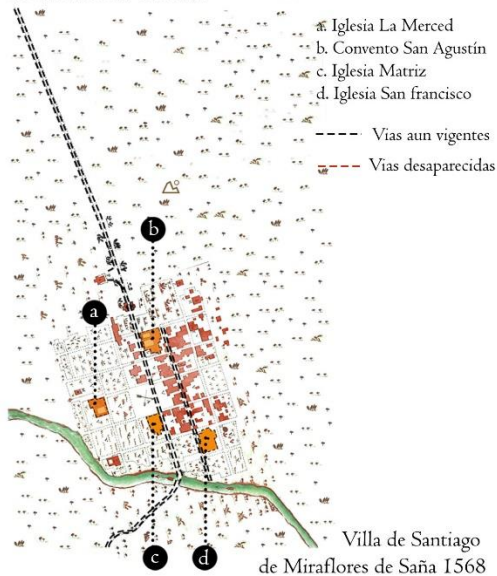 a. Iglesia La Merced
b. Convento San Agustín
c. Iglesia Matriz
d. Iglesia San francisco
Vías aun vigentes
Vias desaparecidas
b
a
c
d
Villa de Santiago
de Miraflores de Saña 1568